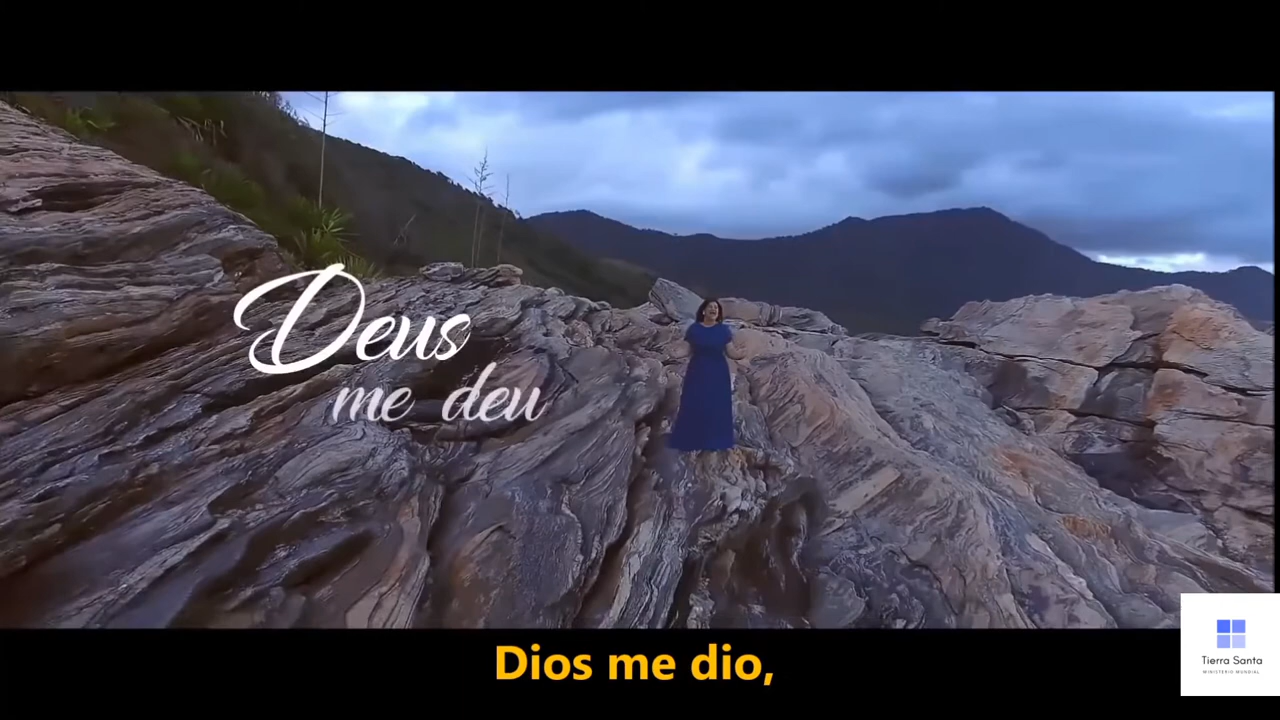 Deus
me deu
Dios me dio,
Tierra Santa
MINISTERIO MUNDIAL